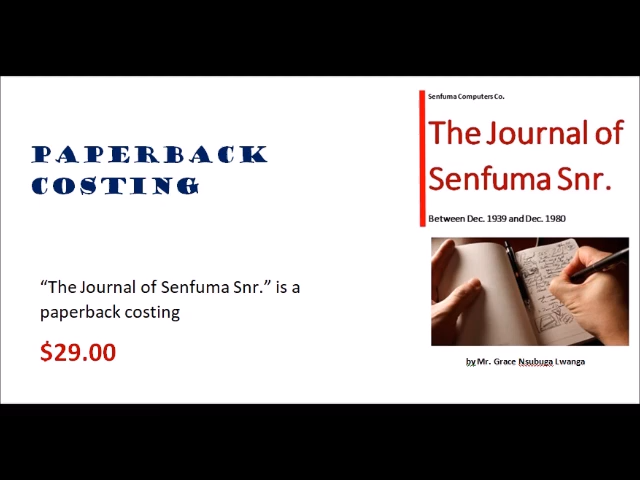 PAPERBACK
COSTING
“The Journal of Senfuma Snr.” is a
paperback costing
$29.00
Senfuma Computers Co.
The Journal of
Senfuma Snr.
Between Dec. 1939 and Dec. 1980
by Mr. Grace Nsubuga Lwanga